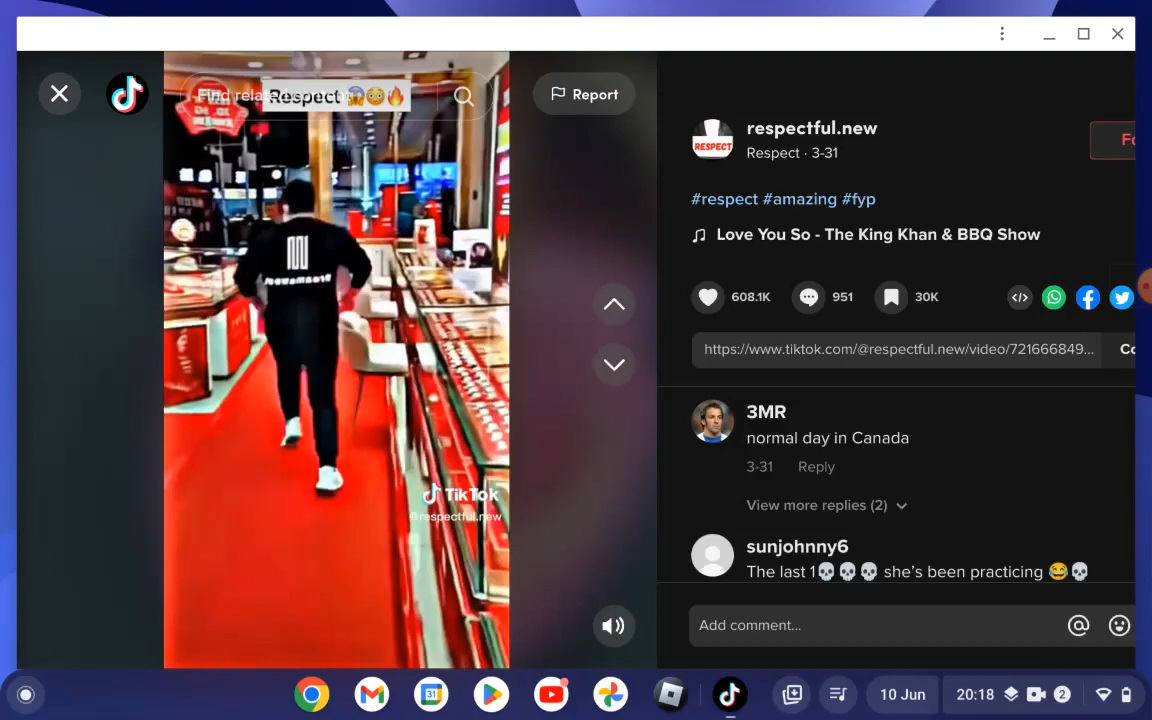 Find rela
Respect 😱😳🔥
Report
respectful.new
Respect · 3-31
Fo
#respect #amazing #fyp
Love You So - The King Khan & BBQ Show
608.1K
951
30K
https://www.tiktok.com/@respectful.new/video/721666849...
Co
3MR
normal day in Canada
3-31 Reply
View more replies (2)
sunjohnny6
The last 1💀💀💀 she's been practicing 😂💀
Add comment...
TikTok
@respectful.new
31
10 Jun
20:18
2